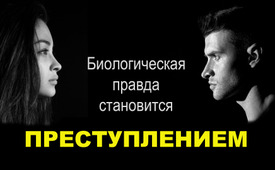 Биологическая
правда
становится
ПРЕСТУПЛЕНИЕМ